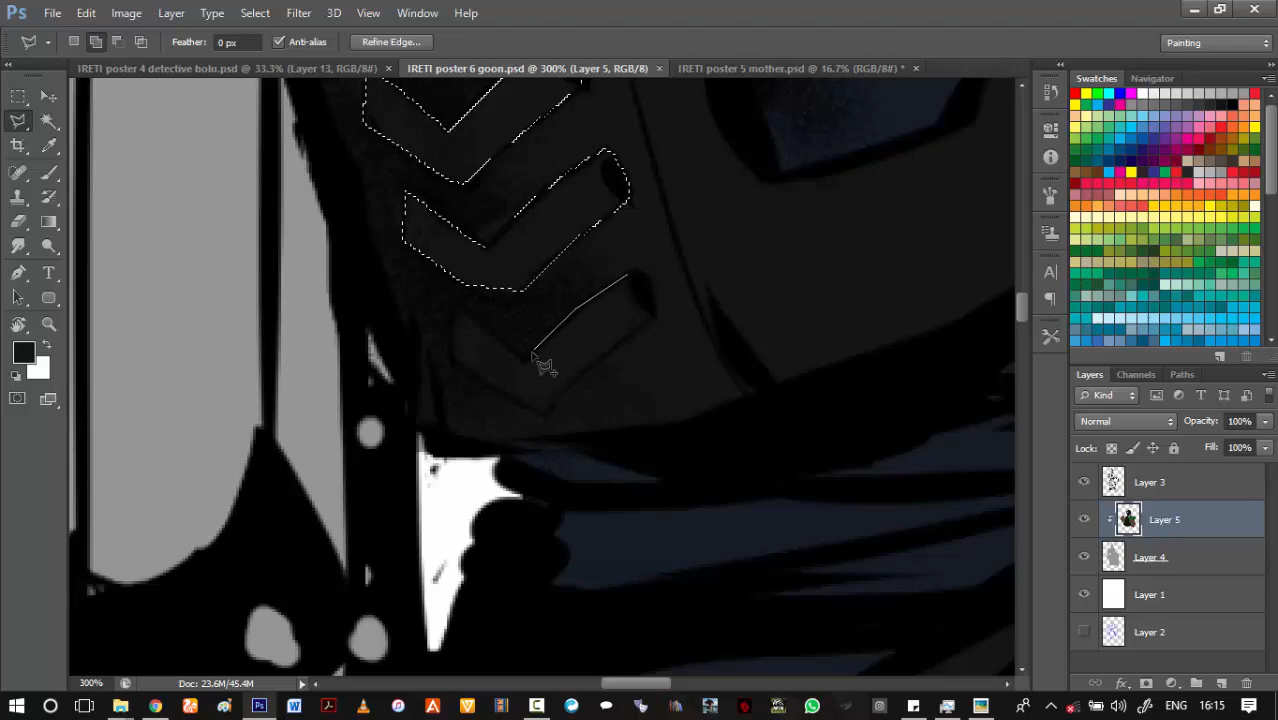 Ps File Edit Image Layer Type Select Filter 3D View Window Help
Feather: 0 px Anti-alias Refine Edge... Painting
IRETI poster 4 detective bolu.psd @ 33.3% (Layer 13, RGB/8#) × IRETI poster 6 goon.psd @ 300% (Layer 5, RGB/8) × IRETI poster 5 mother.psd @ 16.7% (RGB/8#) * ×
Swatches Navigator
Layers Channels Paths
Kind
Normal Opacity: 100%
Lock: Fill: 100%
Layer 3
Layer 5
Layer 4
Layer 1
Layer 2
300% Doc: 23.6M/45.4M
fx
ENG 16:15